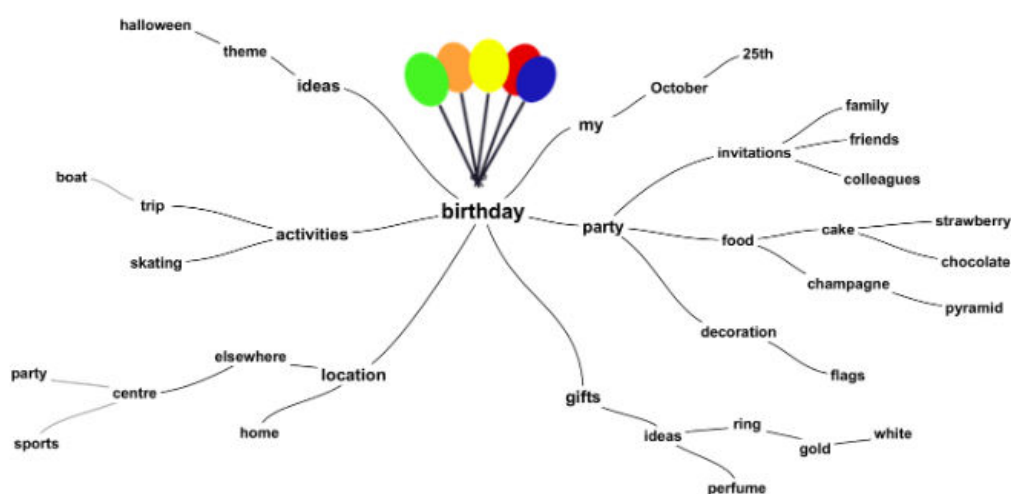 halloween
theme
ideas
25th
October
my
family
invitations
friends
colleagues
boat
trip
activities
skating
birthday
party
food
cake
strawberry
chocolate
champagne
pyramid
decoration
flags
elsewhere
location
party
centre
sports
home
gifts
ideas
ring
gold
white
perfume